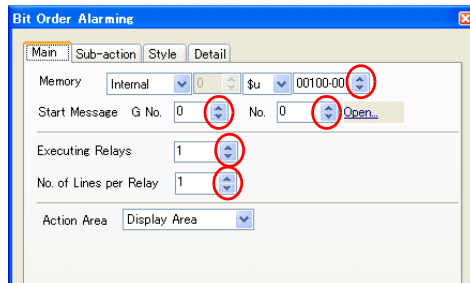 Bit Order Alarming
Main Sub-action Style Detail
Memory Internal 0 $u 00100-00
Start Message G No. 0 No. 0 Open...
Executing Relays 1
No. of Lines per Relay 1
Action Area Display Area